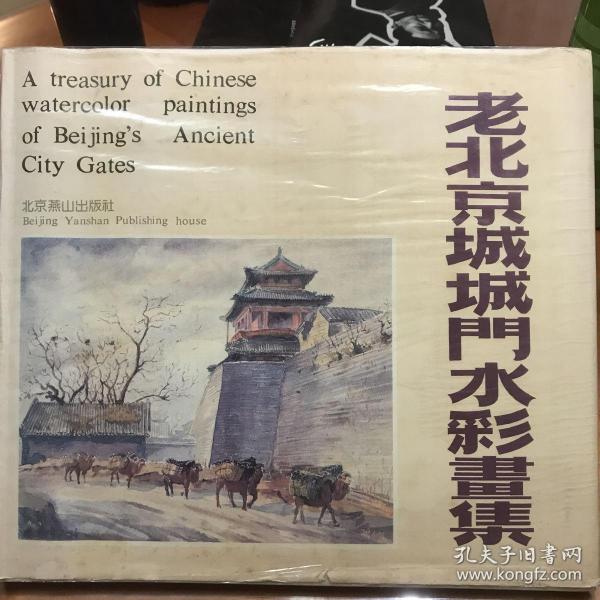 A treasury of Chinese
watercolor paintings
of Beijing's Ancient
City Gates
北京燕山出版社
Beijing Yanshan Publishing house
老北京城城門水彩畫集
孔夫子旧书网
www.kongfz.com